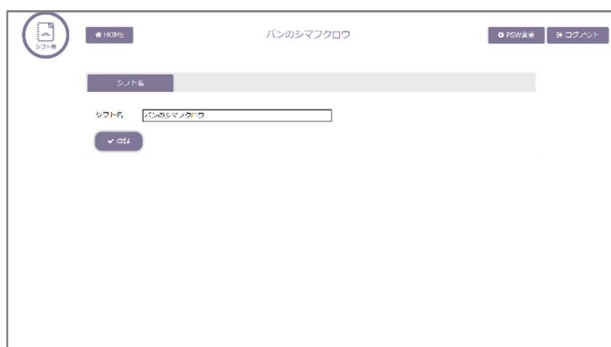 シフト表
HOME
パンのシマフクロウ
PSW変更
ログアウト
シフト名
シフト名 パンのシマフクロウ
登録